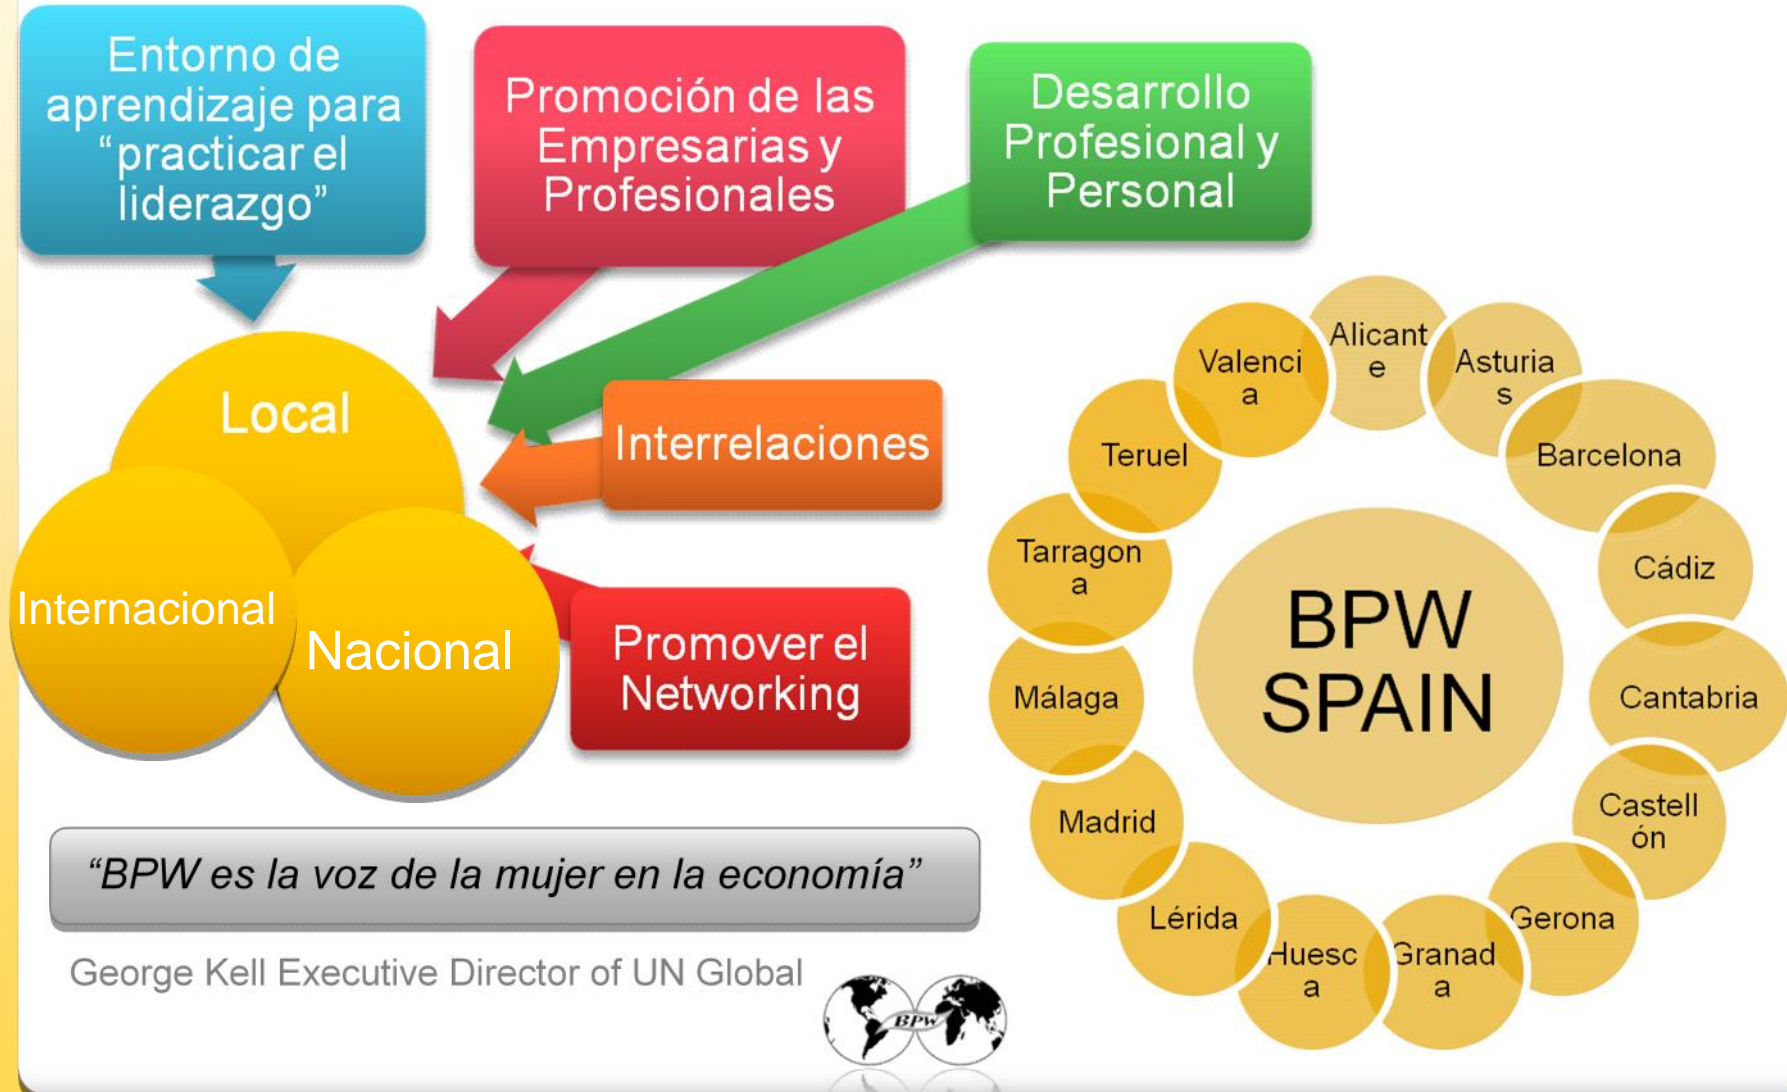 Entorno de
aprendizaje para
“practicar el
liderazgo”
Promoción de las
Empresarias y
Profesionales
Desarrollo
Profesional y
Personal
Local
Internacional
Nacional
Interrelaciones
Promover el
Networking
“BPW es la voz de la mujer en la economía”
George Kell Executive Director of UN Global
BPW
BPW
SPAIN
Alicant
e
Asturia
s
Barcelona
Cádiz
Cantabria
Castell
ón
Gerona
Granad
a
Huesc
a
Lérida
Madrid
Málaga
Tarragon
a
Teruel
Valenci
a